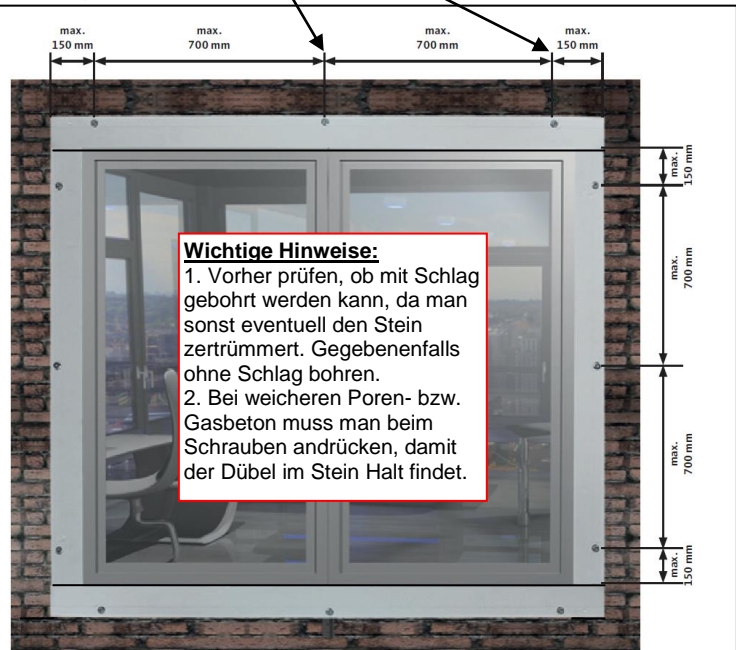 max.
150 mm
max.
700 mm
max.
700 mm
max.
150 mm
max.
150 mm
max.
700 mm
Wichtige Hinweise:
1. Vorher prüfen, ob mit Schlag
gebohrt werden kann, da man
sonst eventuell den Stein
zertrümmert. Gegebenenfalls
ohne Schlag bohren.
2. Bei weicheren Poren- bzw.
Gasbeton muss man beim
Schrauben andrücken, damit
der Dübel im Stein Halt findet.
max.
700 mm
max.
150 mm